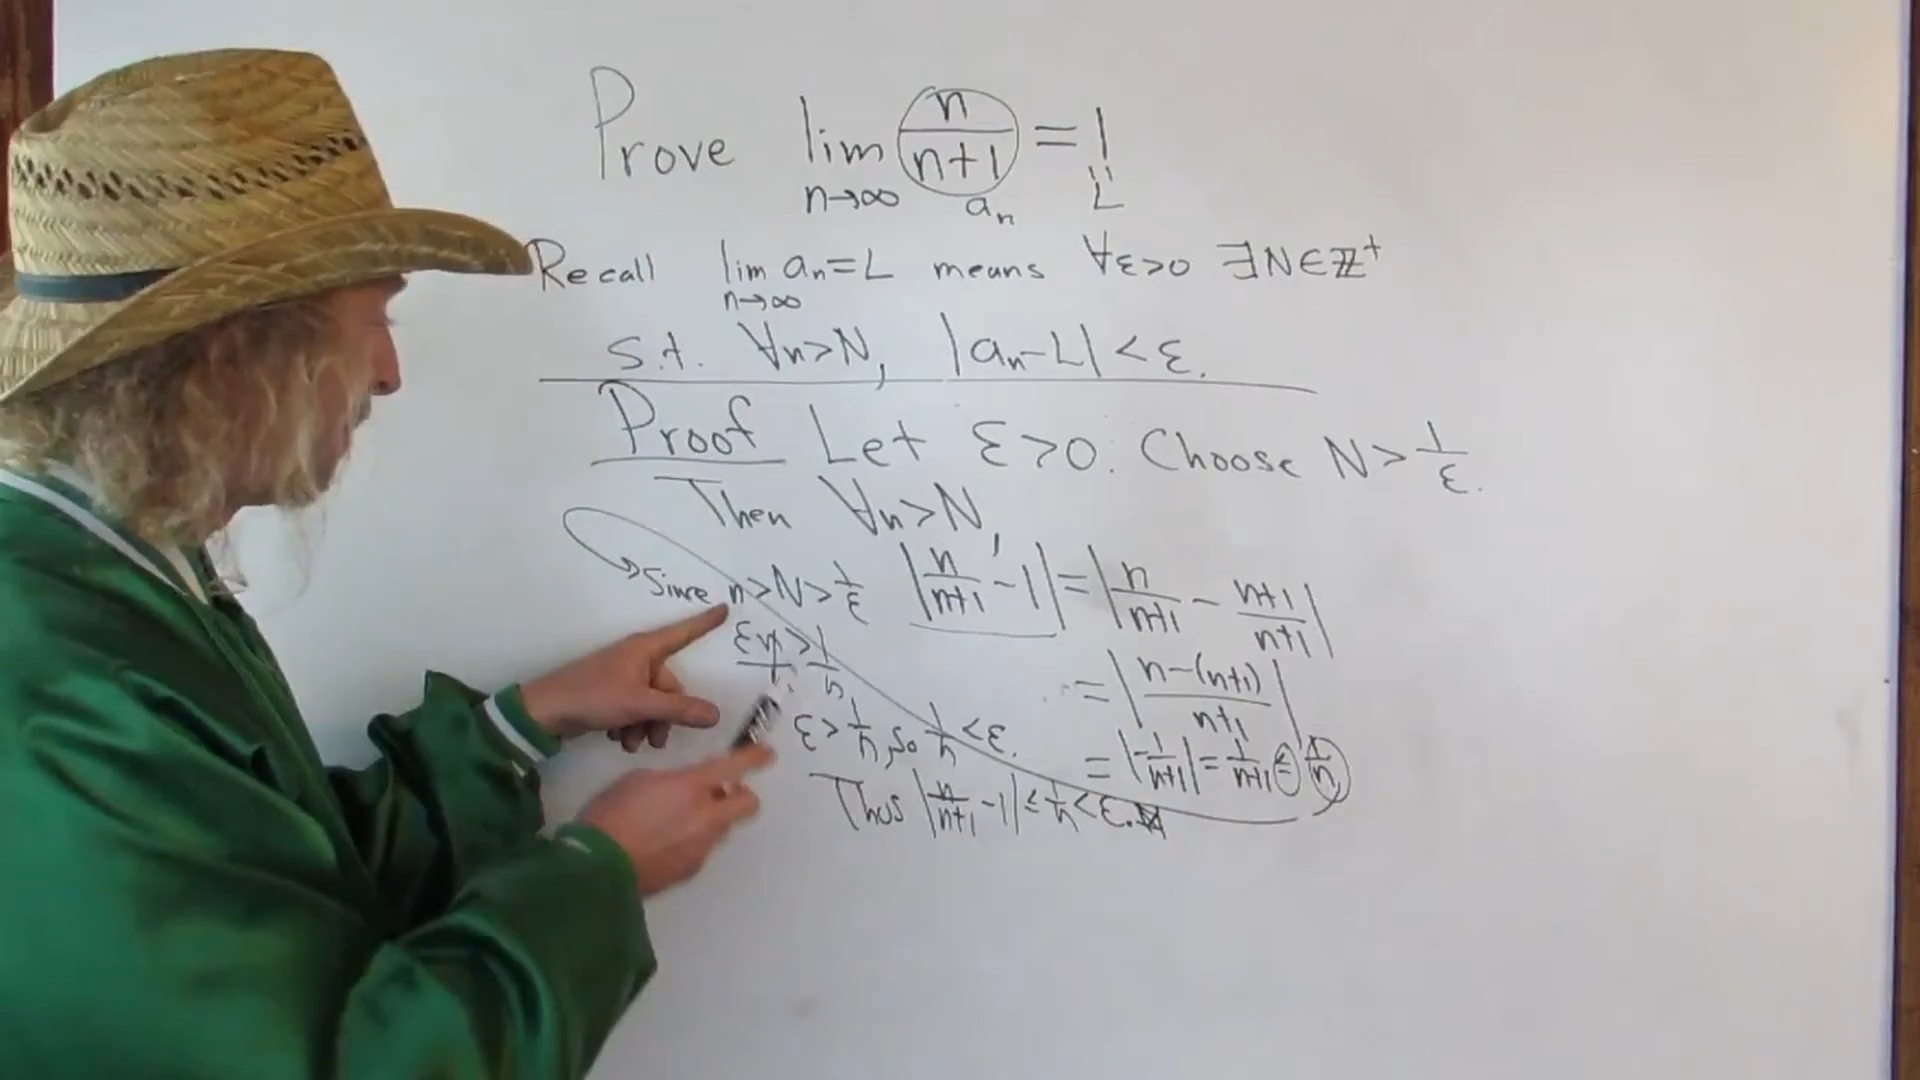 Prove lim n→∞ n/(n+1) = 1
aₙ L
Recall lim n→∞ aₙ = L means ∀ε>0 ∃N∈ℤ⁺
s.t. ∀n>N, |aₙ-L| < ε.
Proof Let ε>0. Choose N > 1/ε.
Then ∀n>N,
Since n>N>1/ε
|n/(n+1) - 1| = |n/(n+1) - (n+1)/(n+1)|
εn/n > 1/n
= |(n-(n+1))/(n+1)|
ε > 1/n, so 1/n < ε.
= |-1/(n+1)| = 1/(n+1) ≤ 1/n
Thus |n/(n+1) - 1| ≤ 1/n < ε.